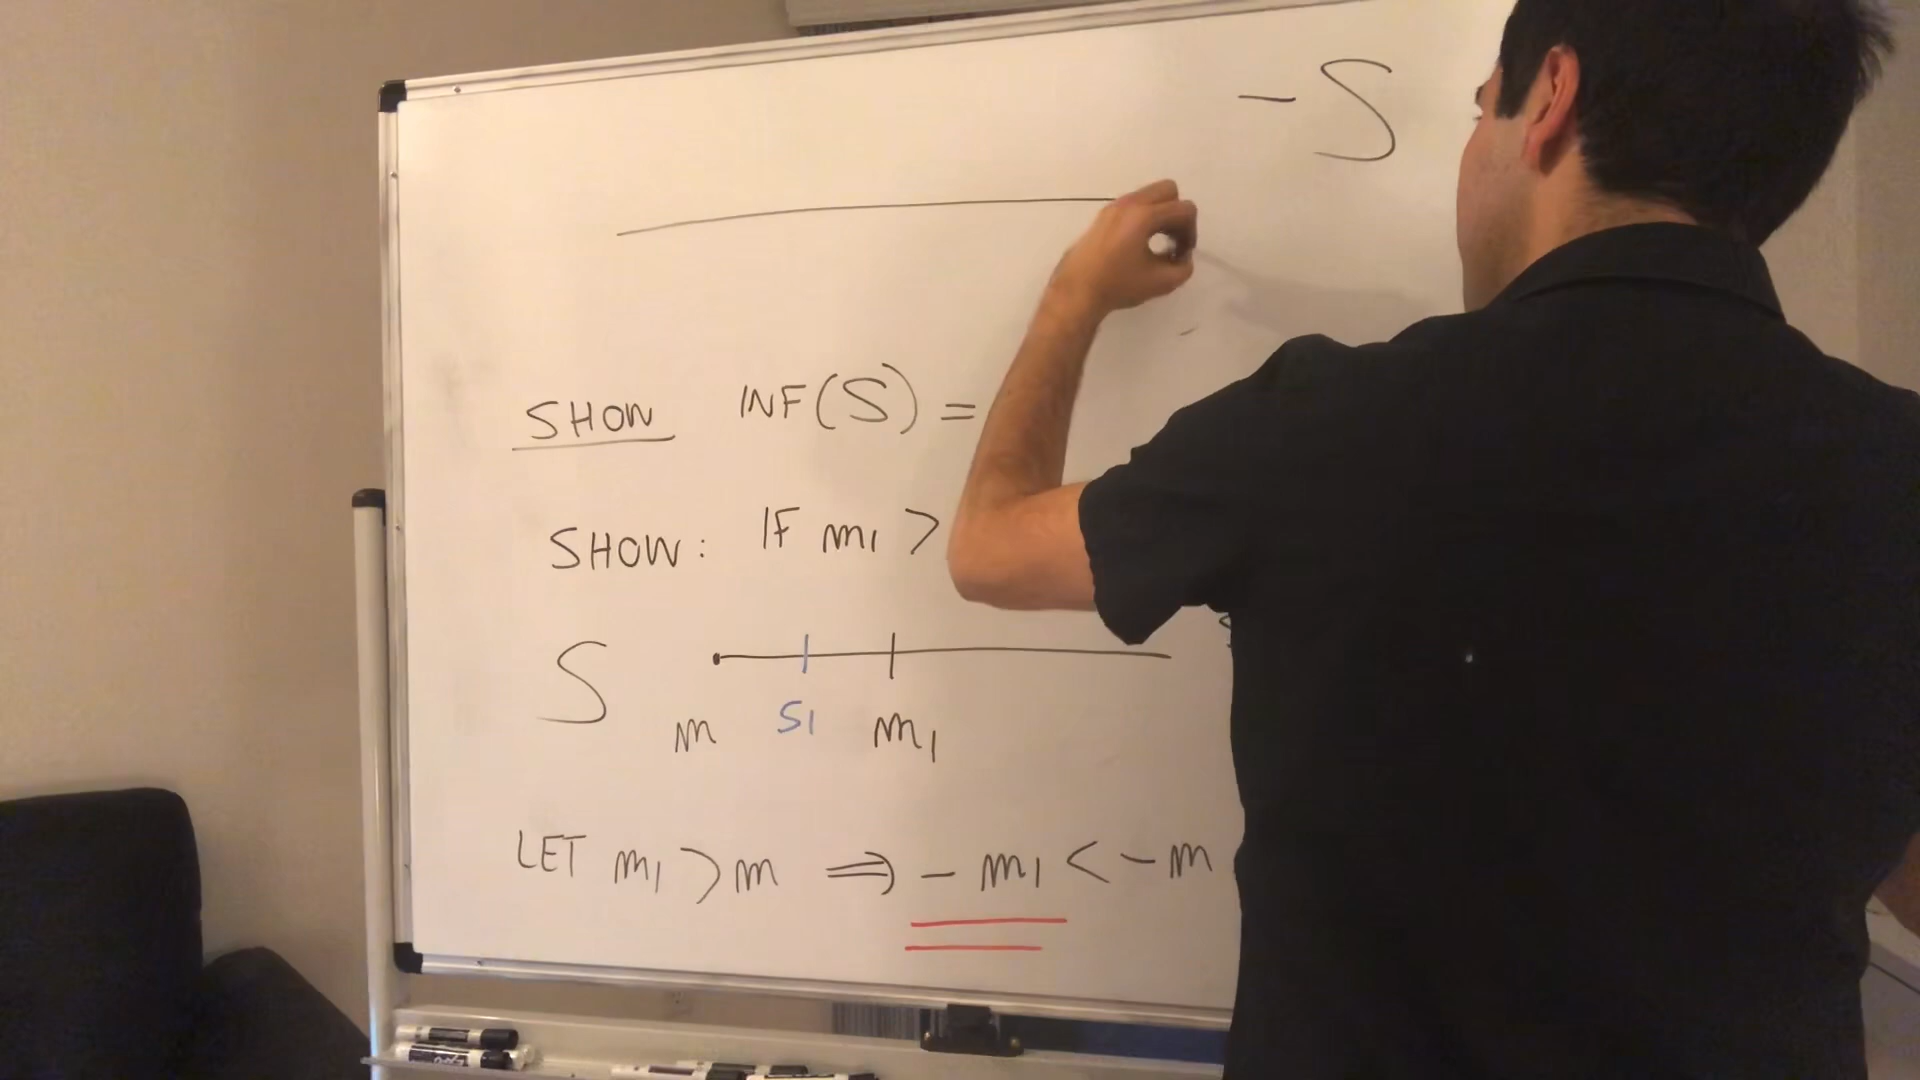 - S
SHOW INF(S) =
SHOW: IF m1 >
S
m S1 m1
LET m1 > m ⟹ - m1 < - m